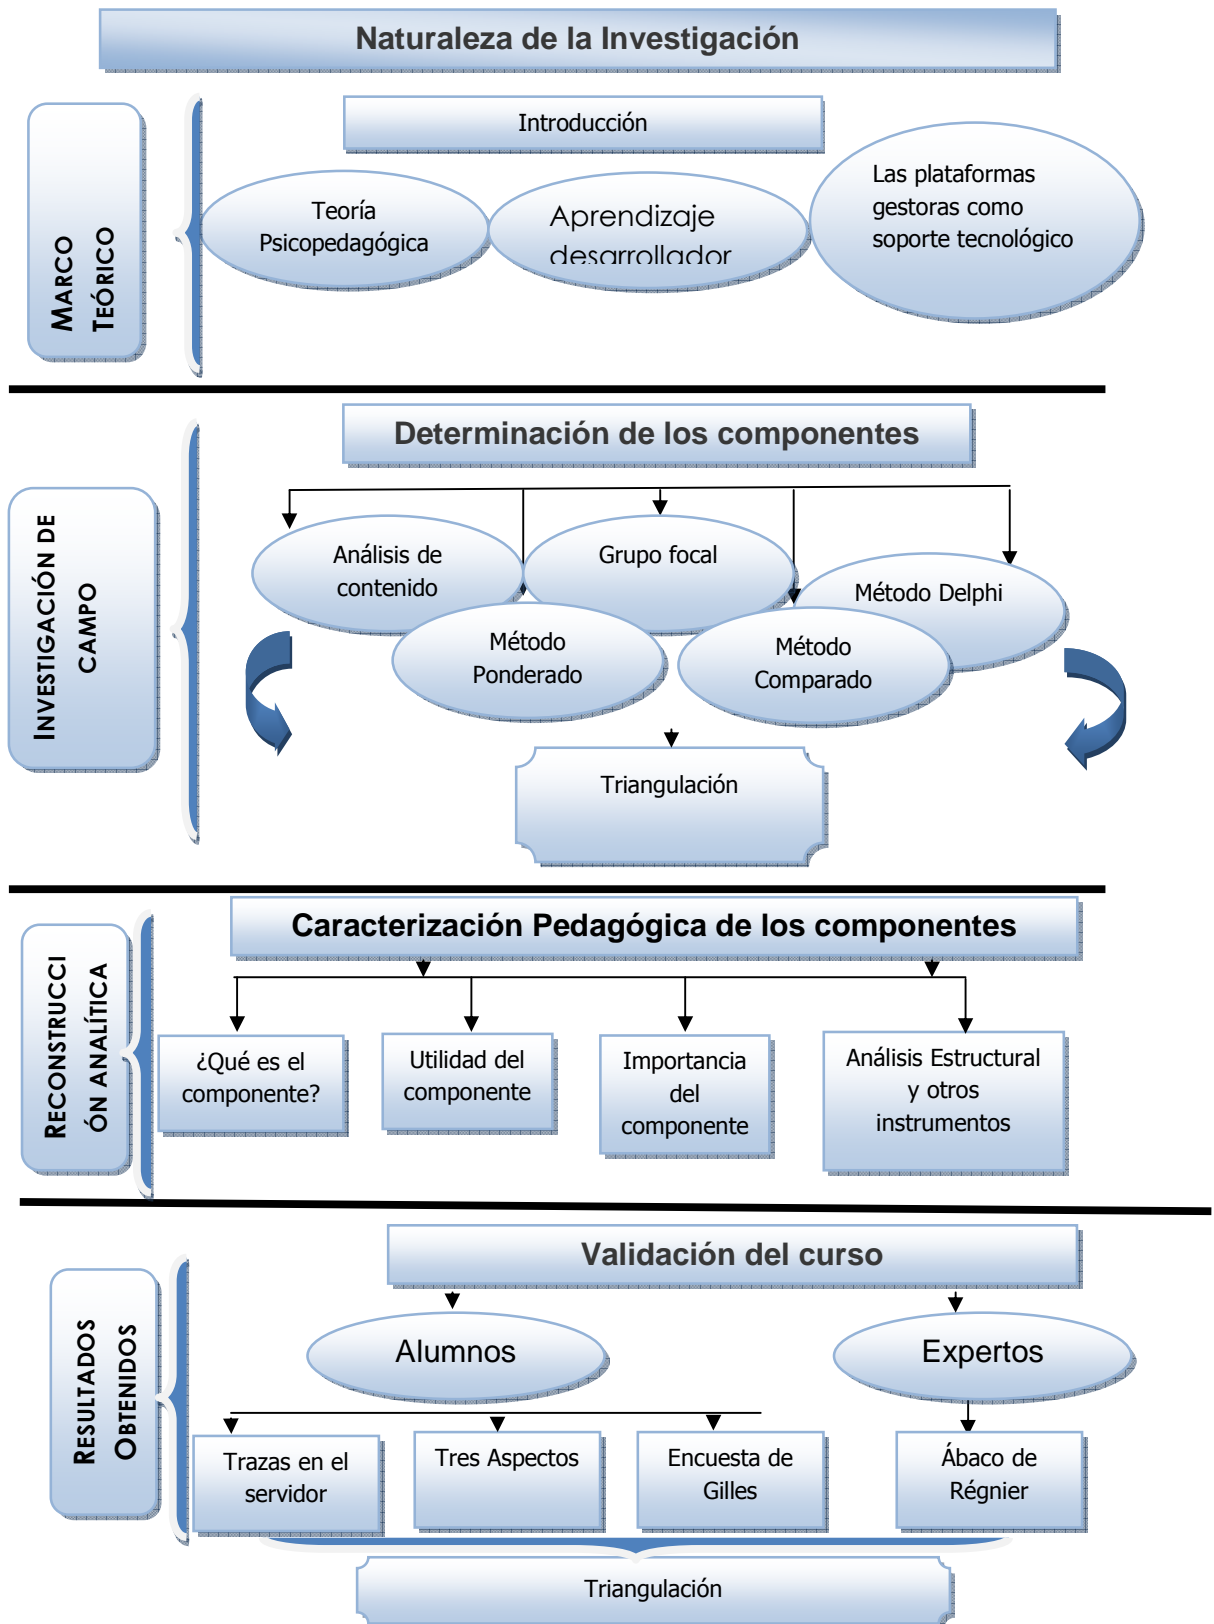 Naturaleza de la Investigación
MARCO
TEÓRICO
Introducción
Teoría
Psicopedagógica
Aprendizaje
desarrollador
Las plataformas
gestoras como
soporte tecnológico
INVESTIGACIÓN DE
CAMPO
Determinación de los componentes
Análisis de
contenido
Grupo focal
Método Delphi
Método
Ponderado
Método
Comparado
Triangulación
RECONSTRUCCI
ÓN ANALÍTICA
Caracterización Pedagógica de los componentes
¿Qué es el
componente?
Utilidad del
componente
Importancia
del
componente
Análisis Estructural
y otros
instrumentos
RESULTADOS
OBTENIDOS
Validación del curso
Alumnos
Expertos
Trazas en el
servidor
Tres Aspectos
Encuesta de
Gilles
Ábaco de
Régnier
Triangulación